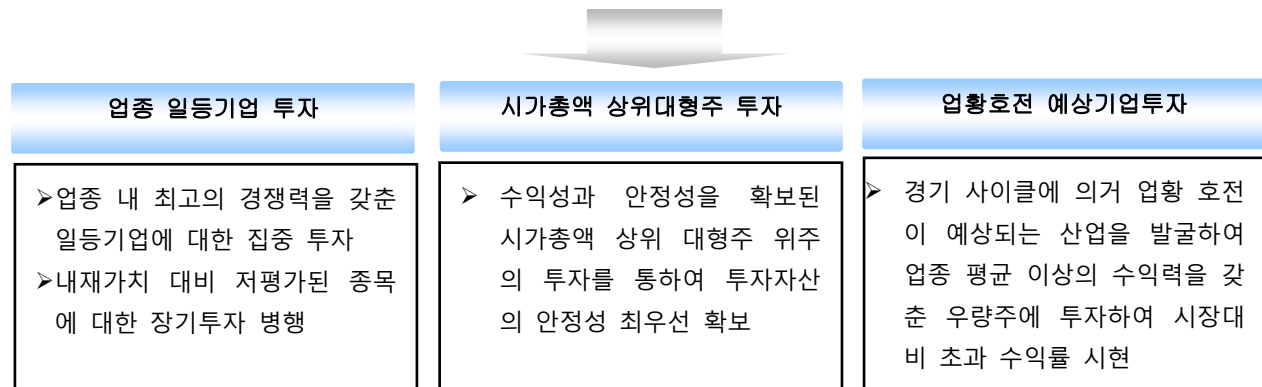 업종 일등기업 투자
➢업종 내 최고의 경쟁력을 갖춘
일등기업에 대한 집중 투자
➢내재가치 대비 저평가된 종목
에 대한 장기투자 병행
시가총액 상위대형주 투자
➢ 수익성과 안정성을 확보된
시가총액 상위 대형주 위주
의 투자를 통하여 투자자산
의 안정성 최우선 확보
업황호전 예상기업투자
➢ 경기 사이클에 의거 업황 호전
이 예상되는 산업을 발굴하여
업종 평균 이상의 수익력을 갖
춘 우량주에 투자하여 시장대
비 초과 수익률 시현